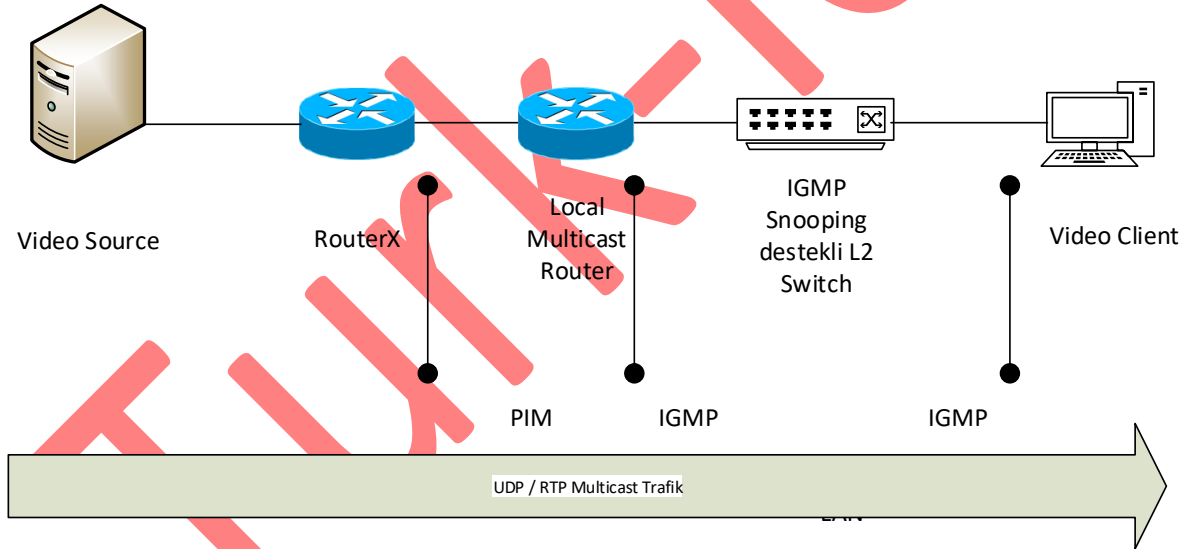 Video Source
RouterX
Local
Multicast
Router
IGMP
Snooping
destekli L2
Switch
Video Client
PIM
IGMP
IGMP
UDP / RTP Multicast Trafik
LAN